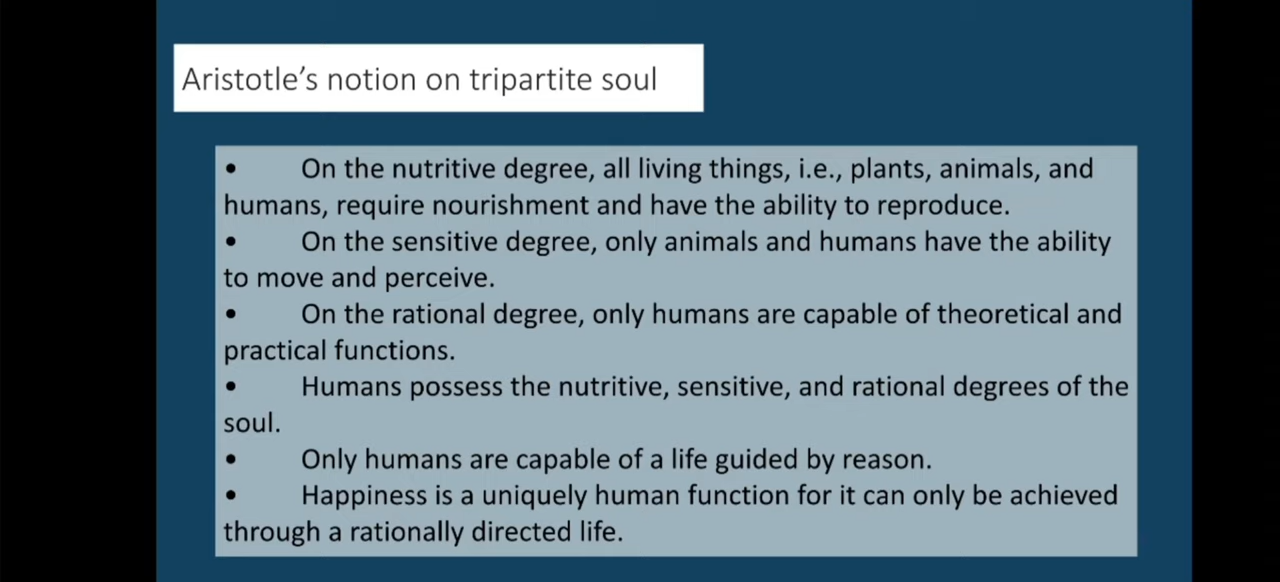 Aristotle’s notion on tripartite soul
• On the nutritive degree, all living things, i.e., plants, animals, and
humans, require nourishment and have the ability to reproduce.
• On the sensitive degree, only animals and humans have the ability
to move and perceive.
• On the rational degree, only humans are capable of theoretical and
practical functions.
• Humans possess the nutritive, sensitive, and rational degrees of the
soul.
• Only humans are capable of a life guided by reason.
• Happiness is a uniquely human function for it can only be achieved
through a rationally directed life.